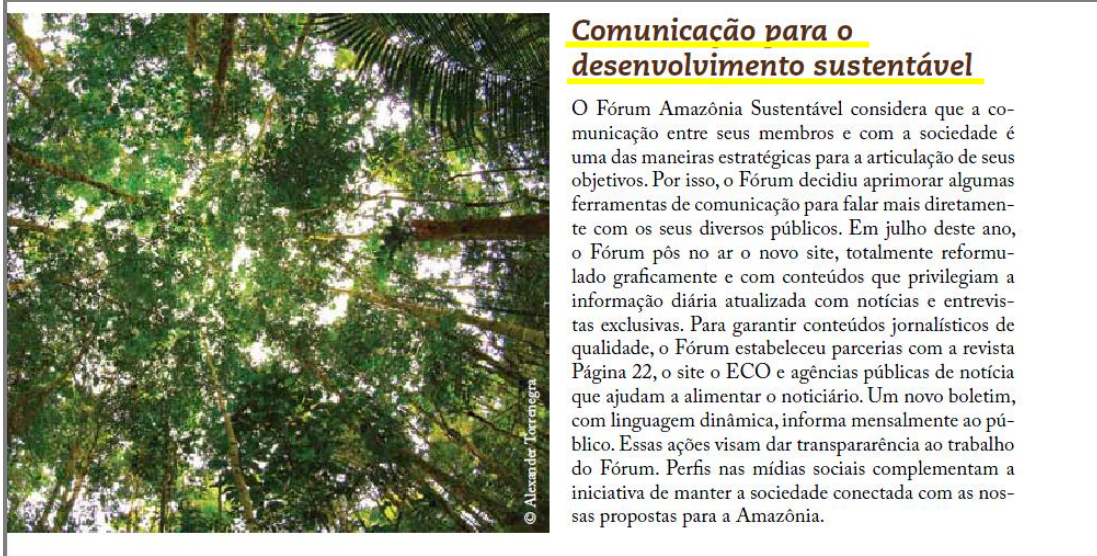 Comunicação para o
desenvolvimento sustentável
O Fórum Amazônia Sustentável considera que a co-
municação entre seus membros e com a sociedade é
uma das maneiras estratégicas para a articulação de seus
objetivos. Por isso, o Fórum decidiu aprimorar algumas
ferramentas de comunicação para falar mais diretamen-
te com os seus diversos públicos. Em julho deste ano,
o Fórum pôs no ar o novo site, totalmente reformu-
lado graficamente e com conteúdos que privilegiam a
informação diária atualizada com notícias e entrevis-
tas exclusivas. Para garantir conteúdos jornalísticos de
qualidade, o Fórum estabeleceu parcerias com a revista
Página 22, o site o ECO e agências públicas de notícia
que ajudam a alimentar o noticiário. Um novo boletim,
com linguagem dinâmica, informa mensalmente ao pú-
blico. Essas ações visam dar transpararência ao trabalho
do Fórum. Perfis nas mídias sociais complementam a
iniciativa de manter a sociedade conectada com as nos-
sas propostas para a Amazônia.
© Alexander Torrenegra